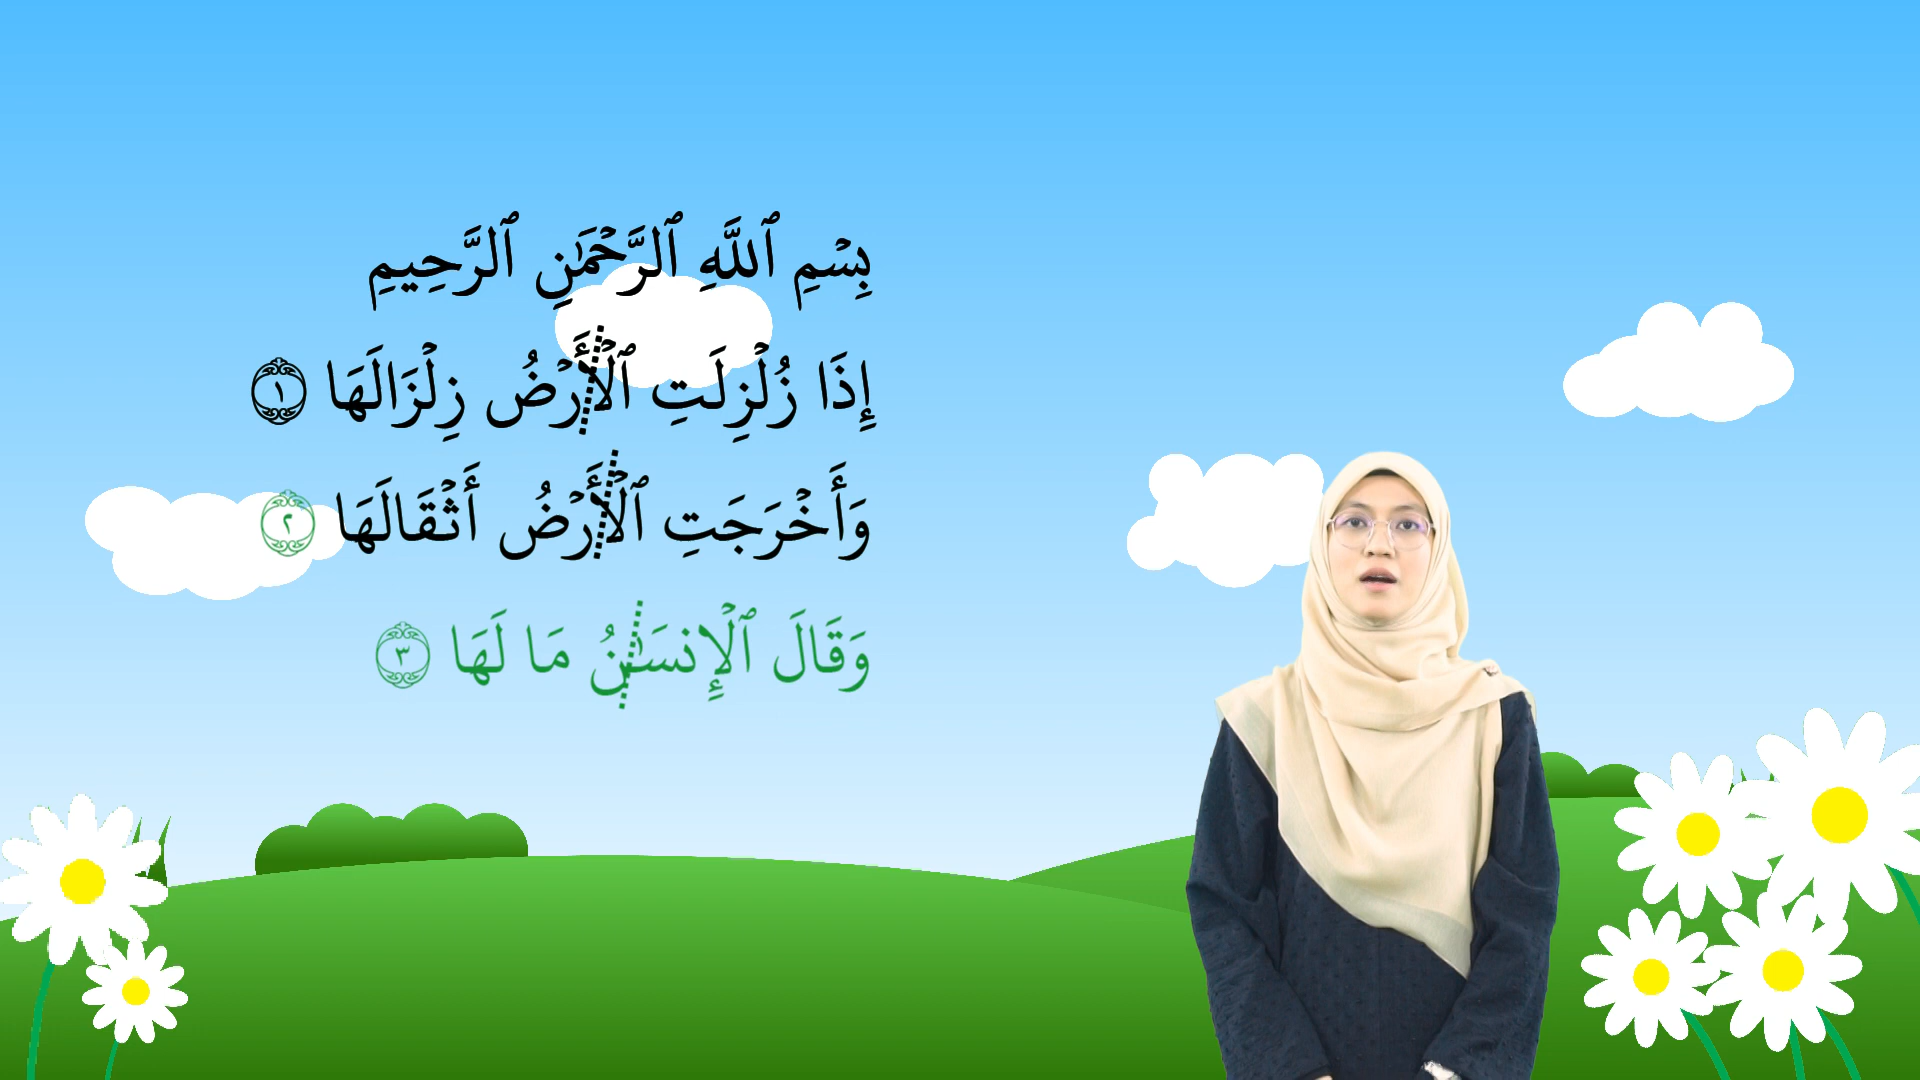 بِسْمِ ٱللَّهِ ٱلرَّحْمَٰنِ ٱلرَّحِيمِ
إِذَا زُلْزِلَتِ ٱلْأَرْضُ زِلْزَالَهَا ١
وَأَخْرَجَتِ ٱلْأَرْضُ أَثْقَالَهَا ٢
وَقَالَ ٱلْإِنسَٰنُ مَا لَهَا ٣